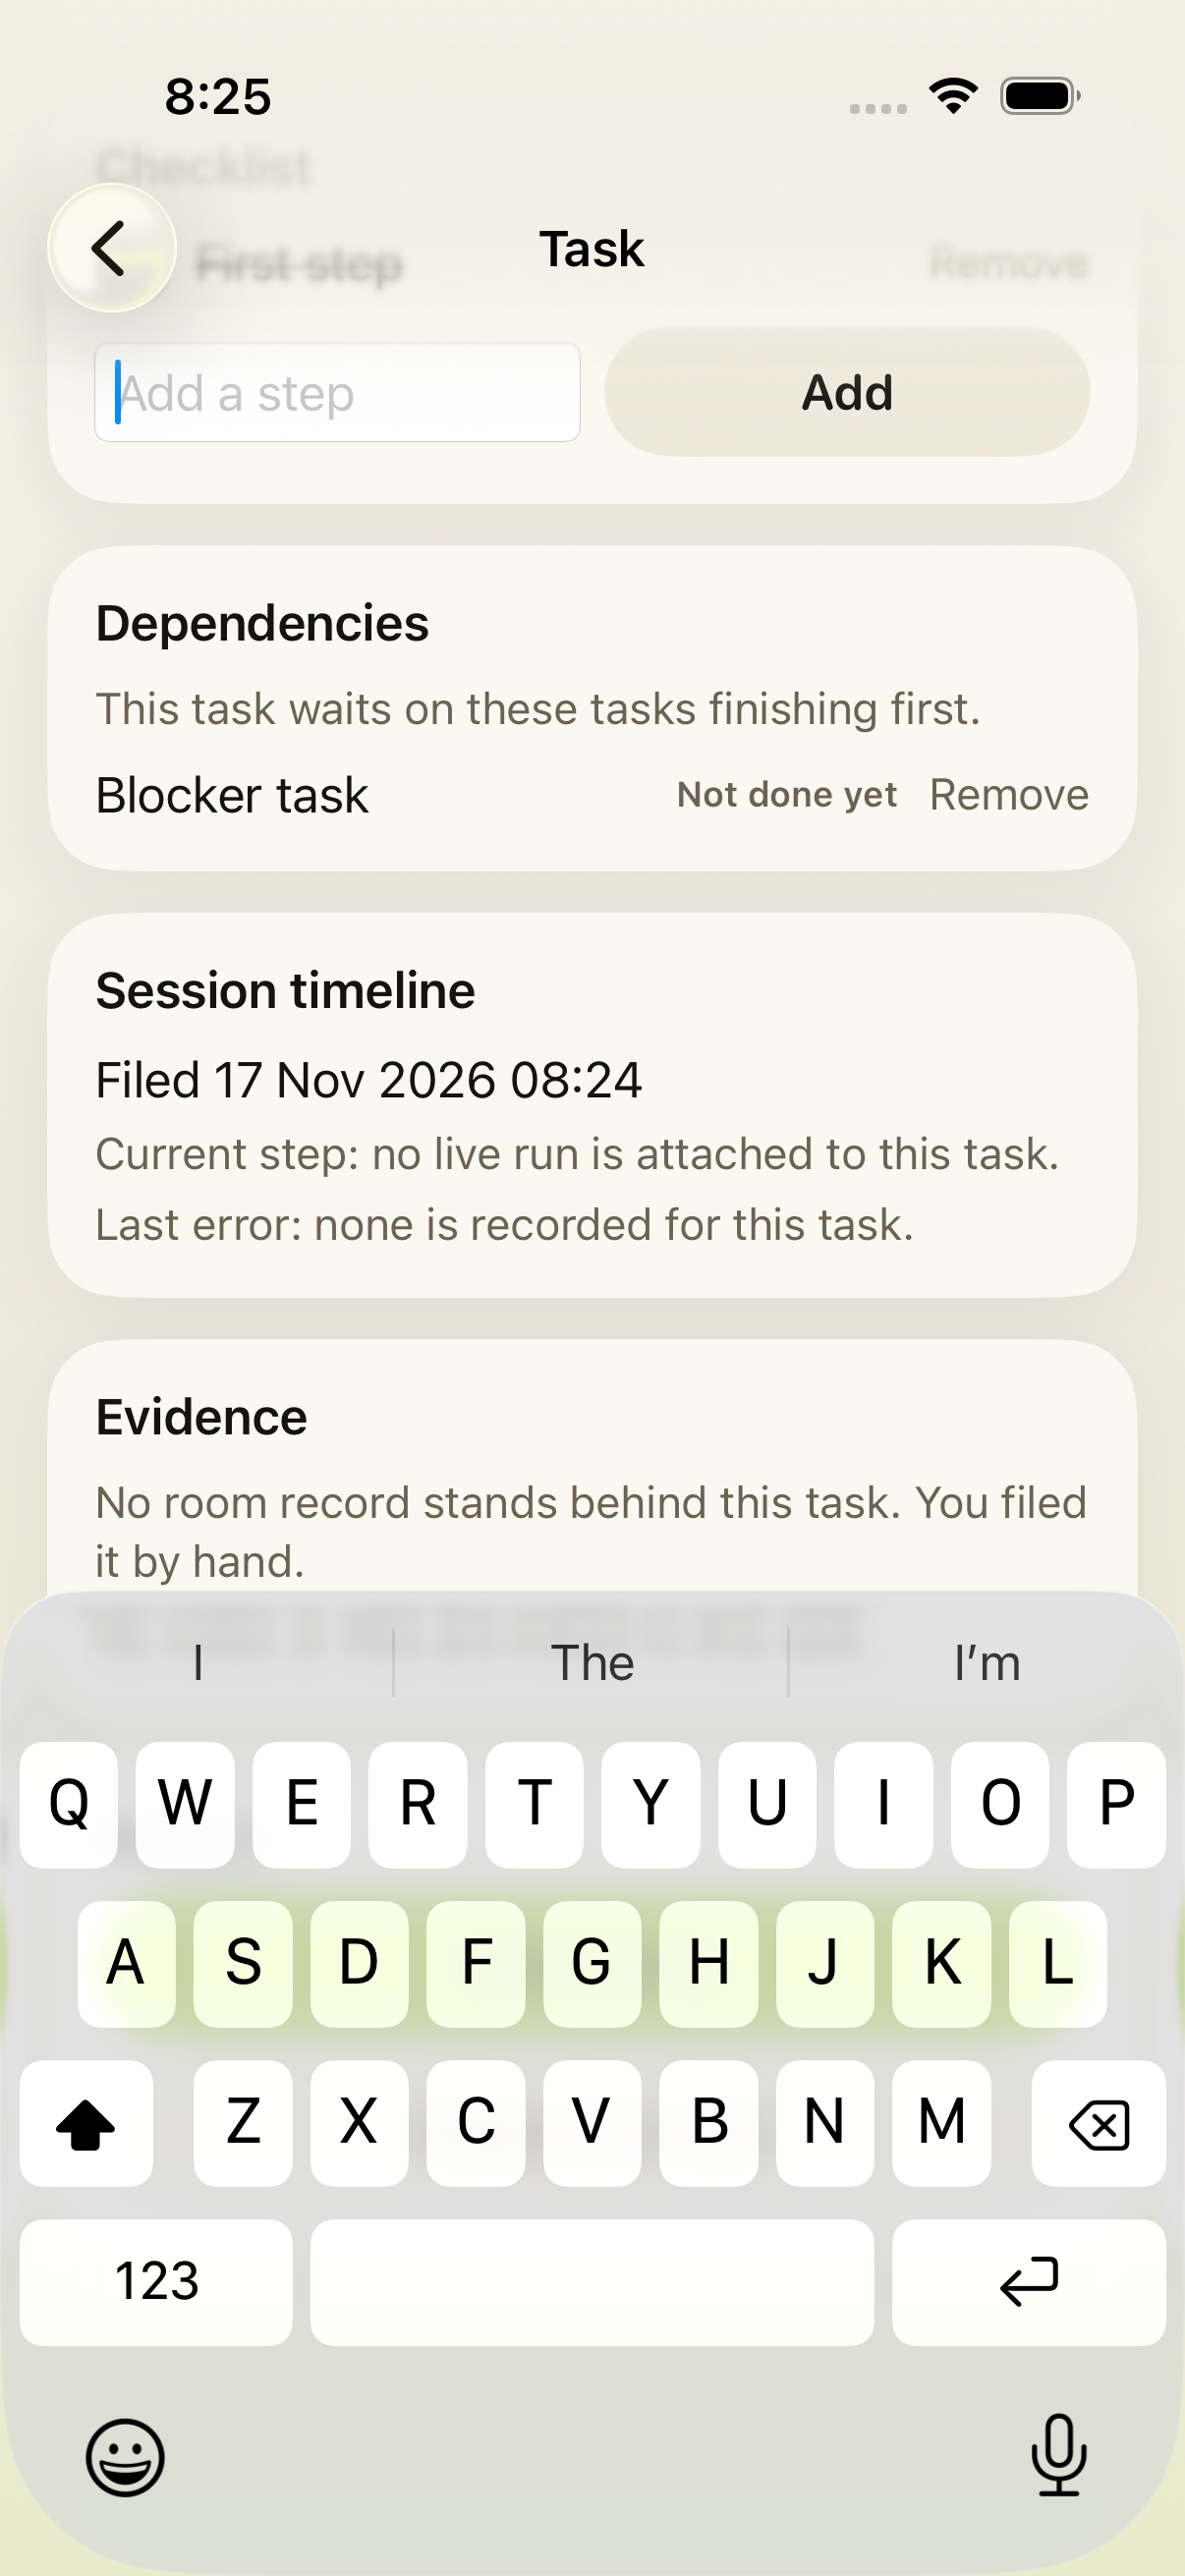 8:25
Checklist
Task
First step
Remove
Add a step
Add
Dependencies
This task waits on these tasks finishing first.
Blocker task
Not done yet
Remove
Session timeline
Filed 17 Nov 2026 08:24
Current step: no live run is attached to this task.
Last error: none is recorded for this task.
Evidence
No room record stands behind this task. You filed
it by hand.
I
The
I’m
Q W E R T Y U I O P
A S D F G H J K L
Z X C V B N M
123